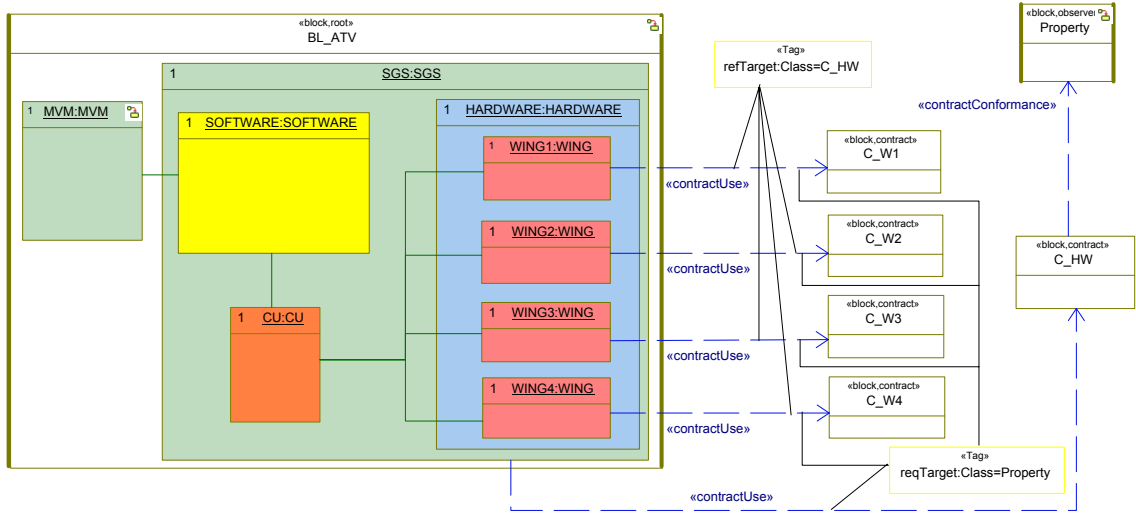 «block,root»
BL_ATV
1 MVM:MVM
1 SGS:SGS
1 SOFTWARE:SOFTWARE
1 CU:CU
1 HARDWARE:HARDWARE
1 WING1:WING
1 WING2:WING
1 WING3:WING
1 WING4:WING
«Tag»
refTarget:Class=C_HW
«contractUse»
«contractUse»
«contractUse»
«contractUse»
«contractUse»
«block,contract»
C_W1
«block,contract»
C_W2
«block,contract»
C_W3
«block,contract»
C_W4
«Tag»
reqTarget:Class=Property
«block,observe
Property
«contractConformance»
«block,contract»
C_HW